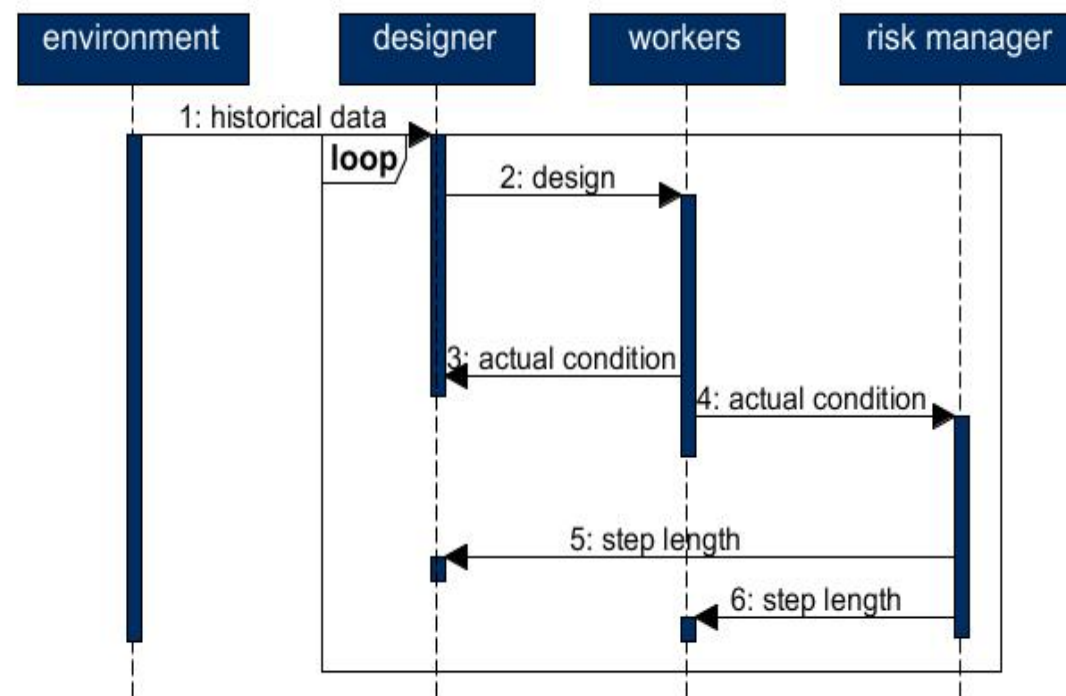 environment
designer
workers
risk manager
1: historical data
loop
2: design
3: actual condition
4: actual condition
5: step length
6: step length